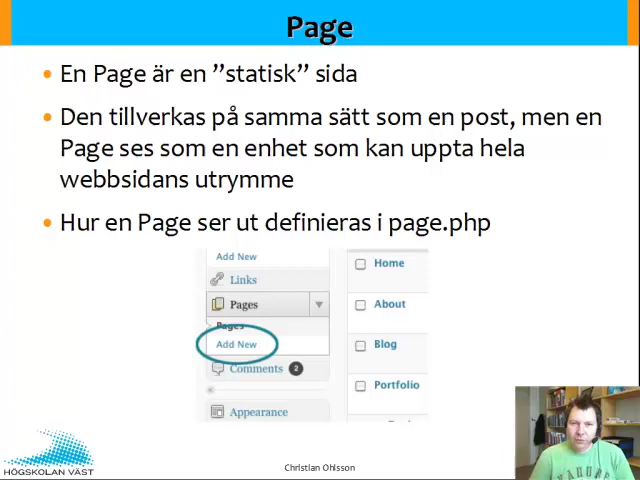 Page
En Page är en ”statisk” sida
Den tillverkas på samma sätt som en post, men en
Page ses som en enhet som kan uppta hela
webbsidans utrymme
Hur en Page ser ut definieras i page.php
Add New
Links
Pages
Pages
Add New
Comments 2
Appearance
Home
About
Blog
Portfolio
HÖGSKOLAN VÄST
Christian Ohlsson